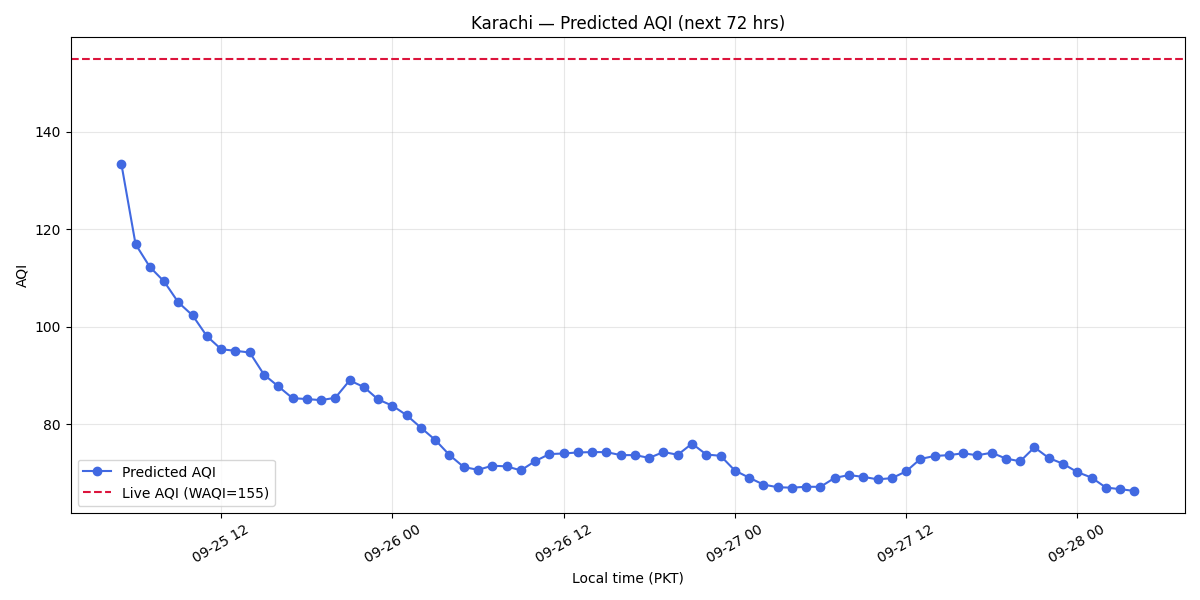 Karachi — Predicted AQI (next 72 hrs)
140
120
100
80
AQI
Predicted AQI
Live AQI (WAQI=155)
09-25 12
09-26 00
09-26 12
09-27 00
09-27 12
09-28 00
Local time (PKT)